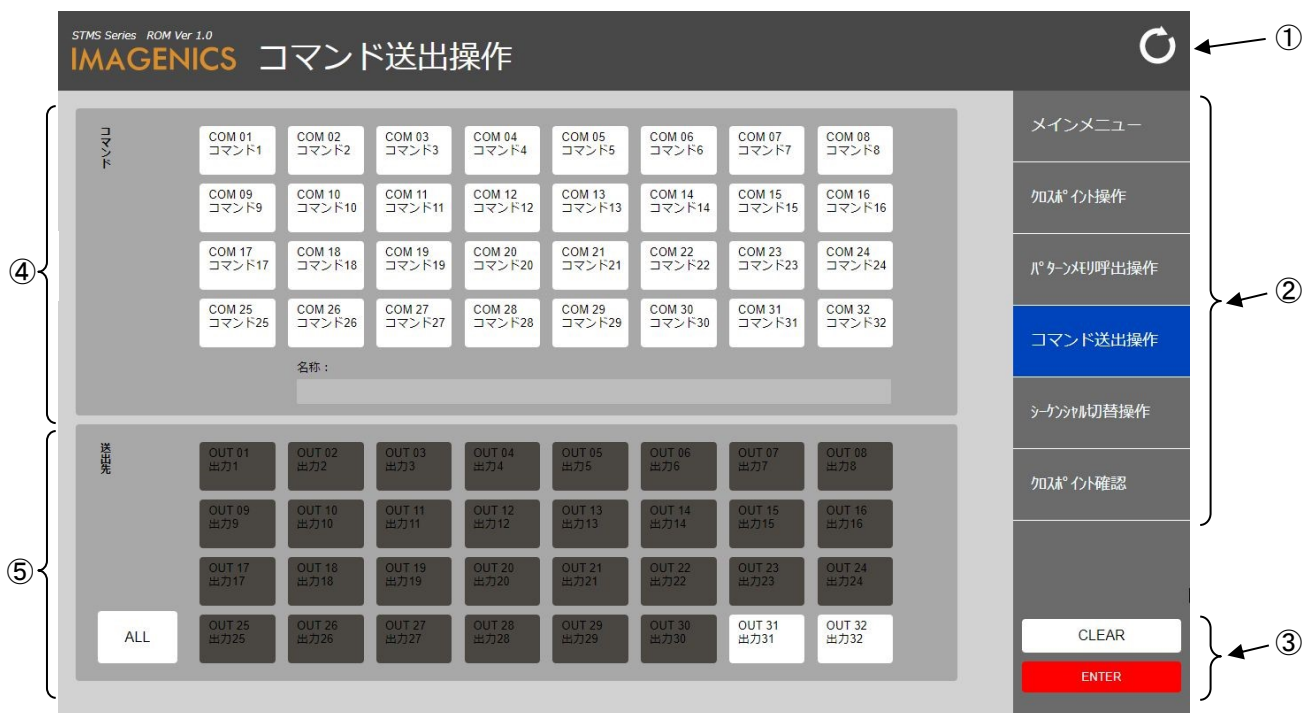 STMS Series ROM Ver 1.0
IMAGENICS コマンド送出操作
①
コマンド
COM 01 COM 02 COM 03 COM 04 COM 05 COM 06 COM 07 COM 08
コマンド1 コマンド2 コマンド3 コマンド4 コマンド5 コマンド6 コマンド7 コマンド8
COM 09 COM 10 COM 11 COM 12 COM 13 COM 14 COM 15 COM 16
コマンド9 コマンド10 コマンド11 コマンド12 コマンド13 コマンド14 コマンド15 コマンド16
COM 17 COM 18 COM 19 COM 20 COM 21 COM 22 COM 23 COM 24
コマンド17 コマンド18 コマンド19 コマンド20 コマンド21 コマンド22 コマンド23 コマンド24
COM 25 COM 26 COM 27 COM 28 COM 29 COM 30 COM 31 COM 32
コマンド25 コマンド26 コマンド27 コマンド28 コマンド29 コマンド30 コマンド31 コマンド32
名称：
④
送出先
OUT 01 OUT 02 OUT 03 OUT 04 OUT 05 OUT 06 OUT 07 OUT 08
出力1 出力2 出力3 出力4 出力5 出力6 出力7 出力8
OUT 09 OUT 10 OUT 11 OUT 12 OUT 13 OUT 14 OUT 15 OUT 16
出力9 出力10 出力11 出力12 出力13 出力14 出力15 出力16
OUT 17 OUT 18 OUT 19 OUT 20 OUT 21 OUT 22 OUT 23 OUT 24
出力17 出力18 出力19 出力20 出力21 出力22 出力23 出力24
OUT 25 OUT 26 OUT 27 OUT 28 OUT 29 OUT 30 OUT 31 OUT 32
出力25 出力26 出力27 出力28 出力29 出力30 出力31 出力32
ALL
⑤
メインメニュー
ｸﾛｽﾎﾟｲﾝﾄ操作
ﾊﾟﾀｰﾝﾒﾓﾘ呼出操作
コマンド送出操作
ｼｰｹﾝｼｬﾙ切替操作
ｸﾛｽﾎﾟｲﾝﾄ確認
②
CLEAR
ENTER
③